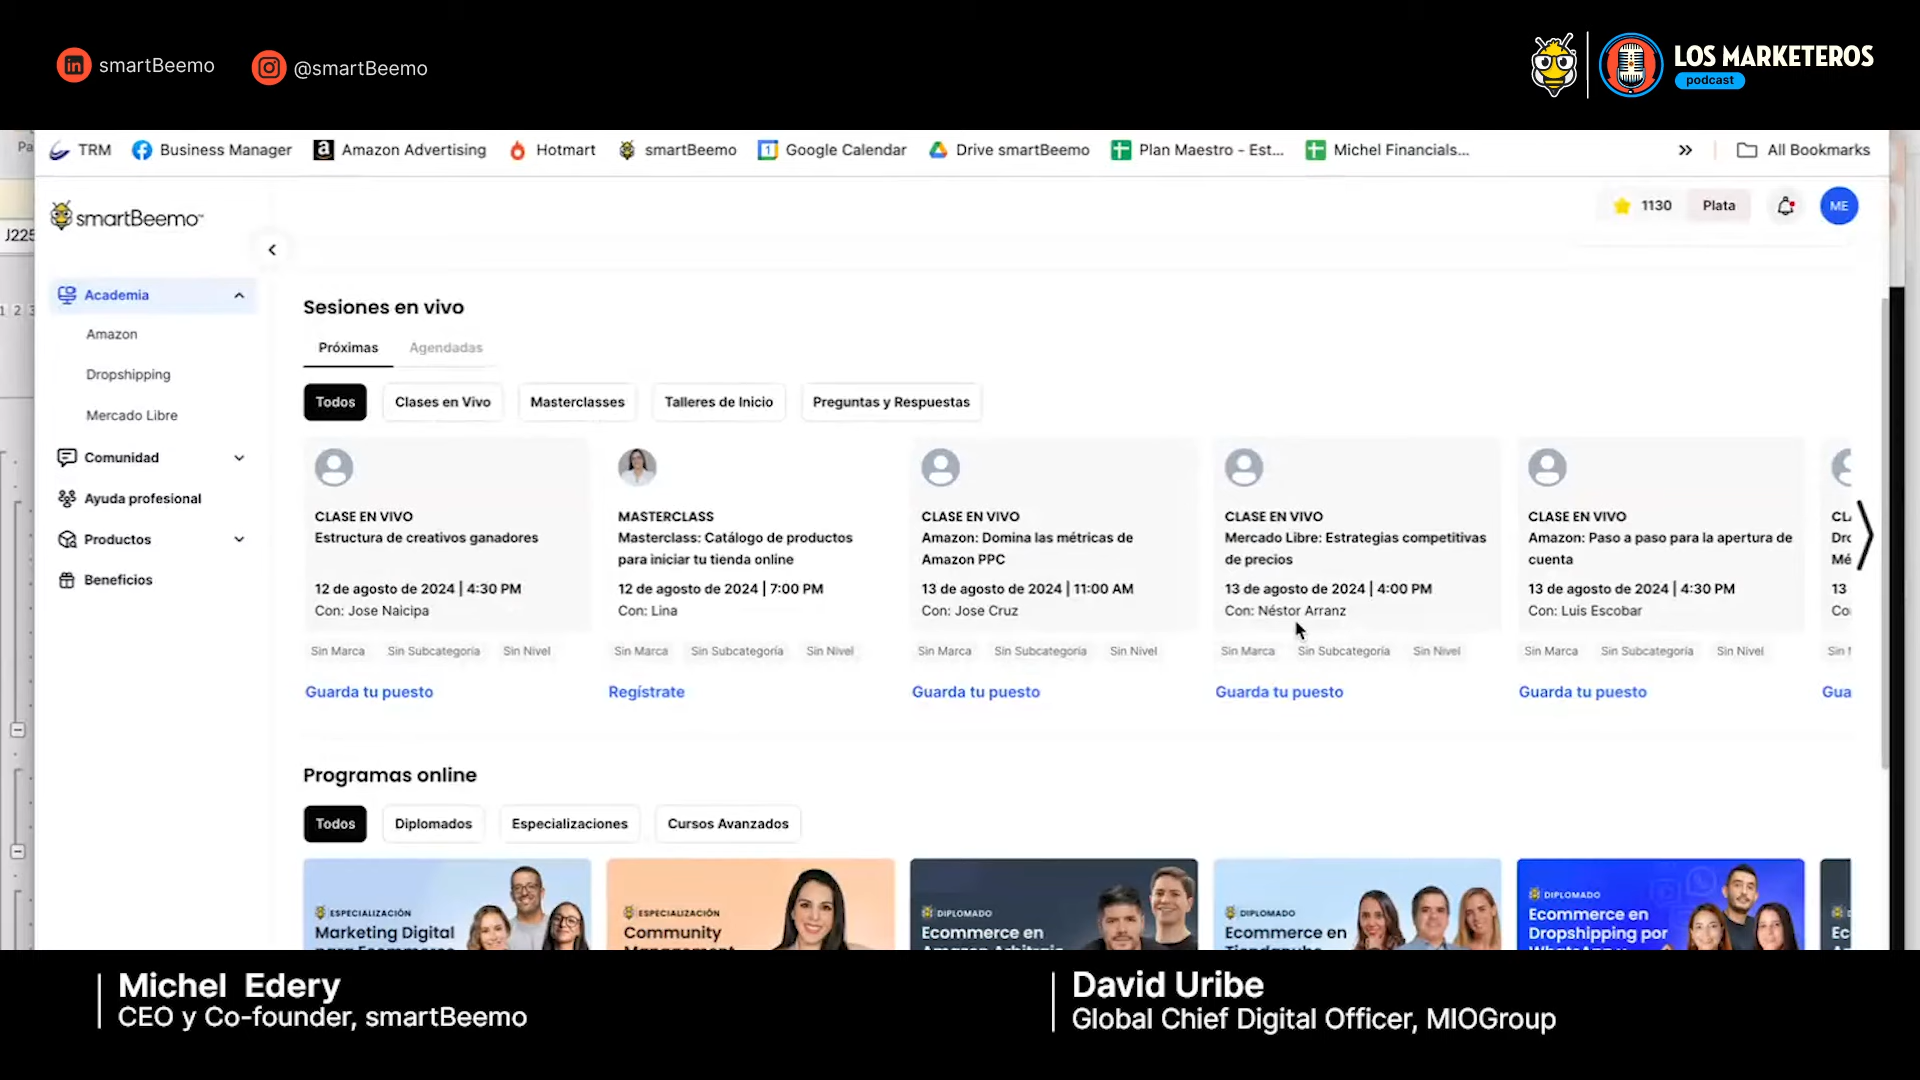 smartBeemo
@smartBeemo
LOS MARKETEROS
podcast
TRM
Business Manager
Amazon Advertising
Hotmart
smartBeemo
Google Calendar
Drive smartBeemo
Plan Maestro - Est...
Michel Financials...
All Bookmarks
smartBeemo
1130
Plata
ME
J225
Academia
Amazon
Dropshipping
Mercado Libre
Comunidad
Ayuda profesional
Productos
Beneficios
Sesiones en vivo
Próximas
Agendadas
Todos
Clases en Vivo
Masterclasses
Talleres de Inicio
Preguntas y Respuestas
CLASE EN VIVO
Estructura de creativos ganadores
12 de agosto de 2024 | 4:30 PM
Con: Jose Naicipa
Sin Marca Sin Subcategoría Sin Nivel
Guarda tu puesto
MASTERCLASS
Masterclass: Catálogo de productos
para iniciar tu tienda online
12 de agosto de 2024 | 7:00 PM
Con: Lina
Sin Marca Sin Subcategoría Sin Nivel
Regístrate
CLASE EN VIVO
Amazon: Domina las métricas de
Amazon PPC
13 de agosto de 2024 | 11:00 AM
Con: Jose Cruz
Sin Marca Sin Subcategoría Sin Nivel
Guarda tu puesto
CLASE EN VIVO
Mercado Libre: Estrategias competitivas
de precios
13 de agosto de 2024 | 4:00 PM
Con: Néstor Arranz
Sin Marca Sin Subcategoría Sin Nivel
Guarda tu puesto
CLASE EN VIVO
Amazon: Paso a paso para la apertura de
cuenta
13 de agosto de 2024 | 4:30 PM
Con: Luis Escobar
Sin Marca Sin Subcategoría Sin Nivel
Guarda tu puesto
Programas online
Todos
Diplomados
Especializaciones
Cursos Avanzados
ESPECIALIZACIÓN
Marketing Digital
ESPECIALIZACIÓN
Community
DIPLOMADO
Ecommerce en
DIPLOMADO
Ecommerce en
DIPLOMADO
Ecommerce en
Dropshipping por
Michel Edery
CEO y Co-founder, smartBeemo
David Uribe
Global Chief Digital Officer, MIOGroup